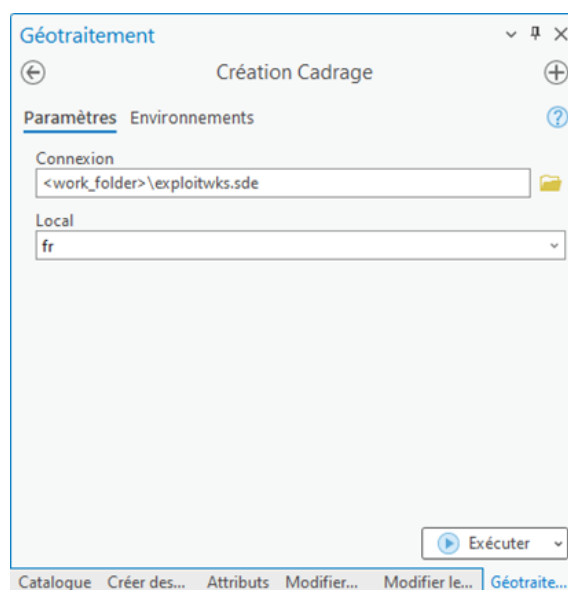 Géotraitement
Création Cadrage
Paramètres Environnements
Connexion
<work_folder>\exploitwks.sde
Local
fr
Exécuter
Catalogue Créer des... Attributs Modifier... Modifier le... Géotraite...